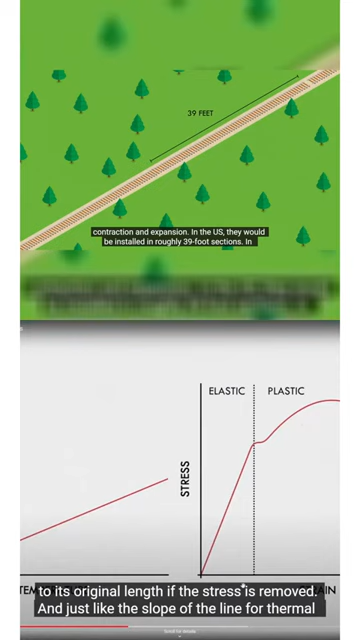 39 FEET
contraction and expansion. In the US, they would
be installed in roughly 39-foot sections. In
ELASTIC
PLASTIC
STRESS
to its original length if the stress is removed.
And just like the slope of the line for thermal